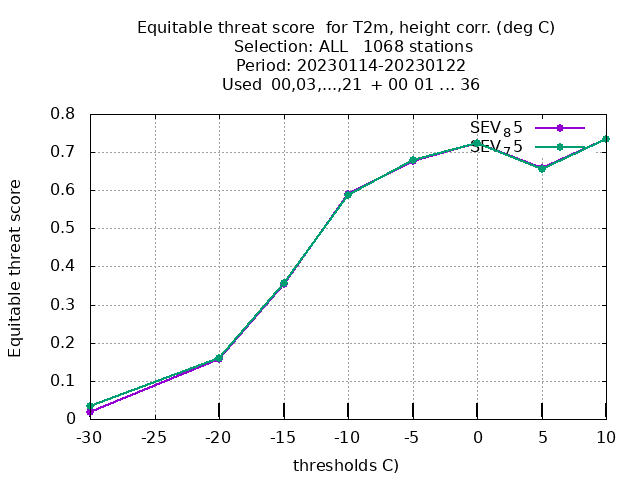 Equitable threat score  for T2m, height corr. (deg C)
Selection: ALL   1068 stations
Period: 20230114-20230122
Used  00,03,...,21  + 00 01 ... 36
SEV₈5
SEV₇5
0.8
0.7
0.6
0.5
0.4
0.3
0.2
0.1
0
Equitable threat score
-30 -25 -20 -15 -10 -5 0 5 10
thresholds C)